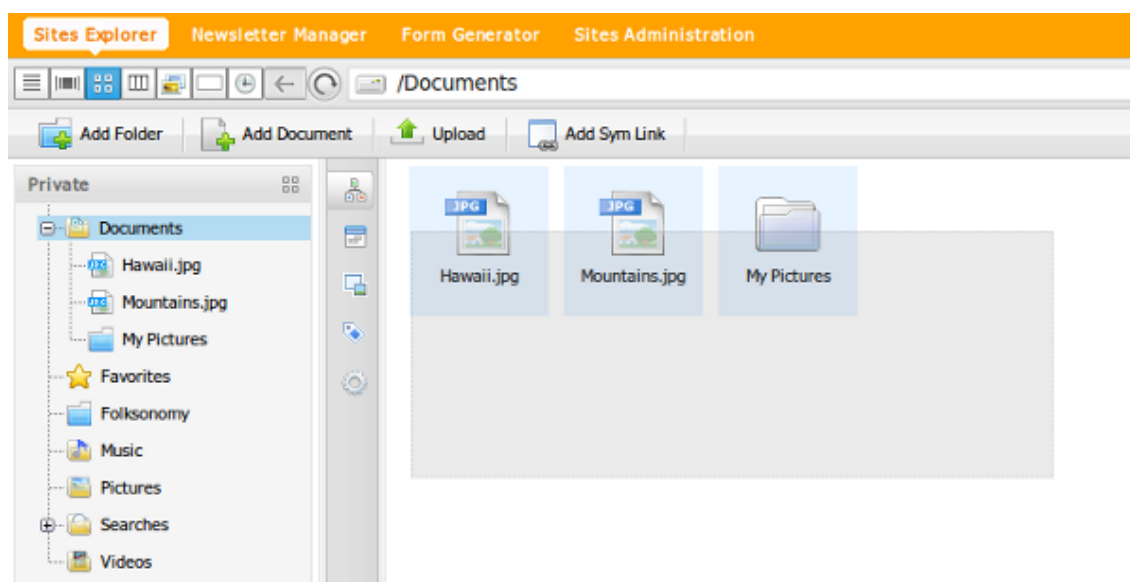 Sites Explorer Newsletter Manager Form Generator Sites Administration
/Documents
Add Folder Add Document Upload Add Sym Link
Private
Documents
Hawaii.jpg
Mountains.jpg
My Pictures
Favorites
Folksonomy
Music
Pictures
Searches
Videos
JPG JPG
Hawaii.jpg Mountains.jpg My Pictures